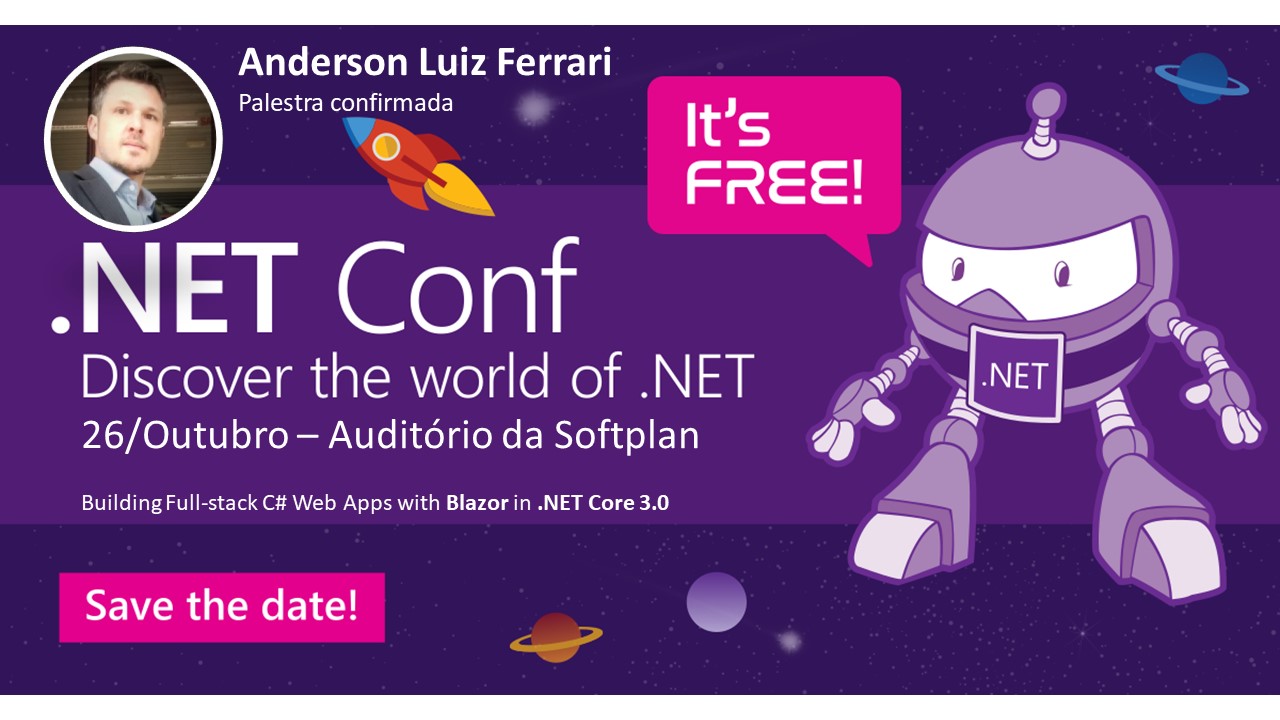 Anderson Luiz Ferrari
Palestra confirmada
It's
FREE!
.NET Conf
Discover the world of .NET
26/Outubro – Auditório da Softplan
Building Full-stack C# Web Apps with Blazor in .NET Core 3.0
Save the date!
.NET